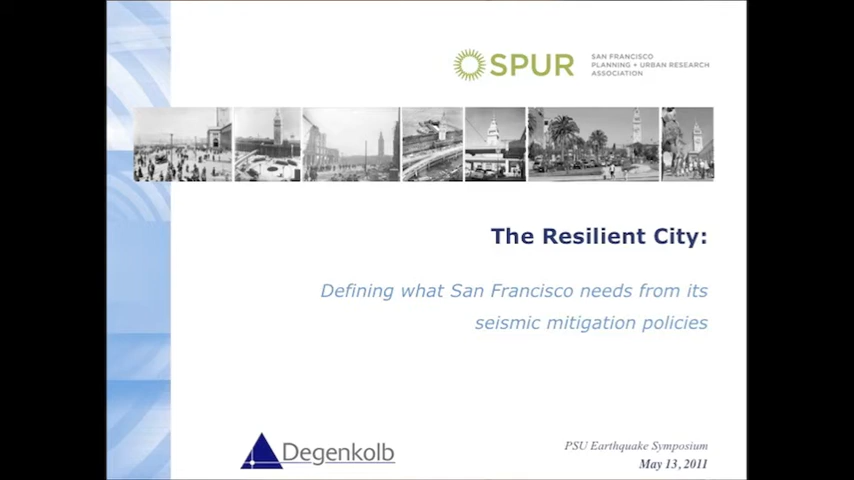 SPUR
SAN FRANCISCO
PLANNING + URBAN RESEARCH
ASSOCIATION
The Resilient City:
Defining what San Francisco needs from its
seismic mitigation policies
Degenkolb
PSU Earthquake Symposium
May 13, 2011